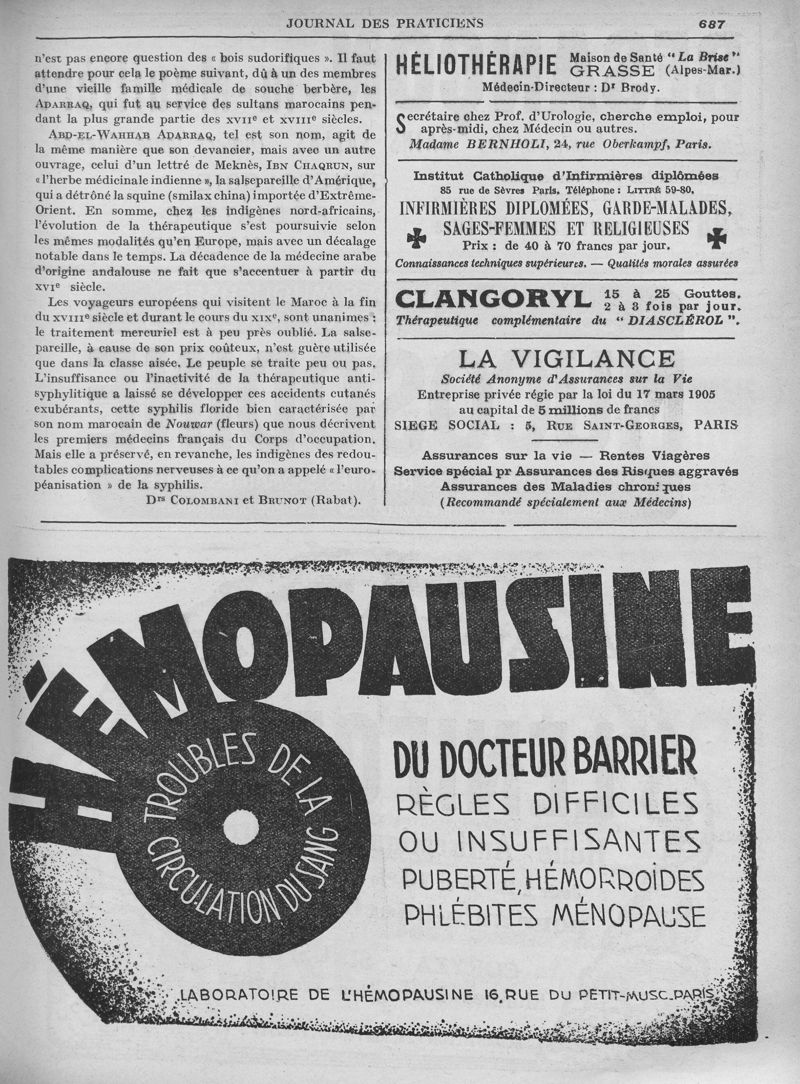 JOURNAL DES PRATICIENS 687
n'est pas encore question des « bois sudorifiques ». Il faut
attendre pour cela le poème suivant, dû à un des membres
d'une vieille famille médicale de souche berbère, les
ADARRAQ, qui fut au service des sultans marocains pen-
dant la plus grande partie des XVIIe et XVIIIe siècles.
ABD-EL-WAHHAB ADARRAQ, tel est son nom, agit de
la même manière que son devancier, mais avec un autre
ouvrage, celui d'un lettré de Meknès, IBN CHAQRUN, sur
« l'herbe médicinale indienne », la salsepareille d'Amérique,
qui a détrôné la squine (smilax china) importée d'Extrême-
Orient. En somme, chez les indigènes nord-africains,
l'évolution de la thérapeutique s'est poursuivie selon
les mêmes modalités qu'en Europe, mais avec un décalage
notable dans le temps. La décadence de la médecine arabe
d'origine andalouse ne fait que s'accentuer à partir du
XVIe siècle.
Les voyageurs européens qui visitent le Maroc à la fin
du XVIIIe siècle et durant le cours du XIXe, sont unanimes :
le traitement mercuriel est à peu près oublié. La salse-
pareille, à cause de son prix coûteux, n'est guère utilisée
que dans la classe aisée. Le peuple se traite peu ou pas.
L'insuffisance ou l'inactivité de la thérapeutique anti-
syphylitique a laissé se développer ces accidents cutanés
exubérants, cette syphilis floride bien caractérisée par
son nom marocain de Nouwar (fleurs) que nous décrivent
les premiers médecins français du Corps d'occupation.
Mais elle a préservé, en revanche, les indigènes des redou-
tables complications nerveuses à ce qu'on a appelé « l'euro-
péanisation » de la syphilis.
Drs COLOMBANI et BRUNOT (Rabat).
HÉLIOTHÉRAPIE Maison de Santé "La Brise"
GRASSE (Alpes-Mar.)
Médecin-Directeur : Dr Brody.
Secrétaire chez Prof. d'Urologie, cherche emploi, pour
après-midi, chez Médecin ou autres.
Madame BERNHOLI, 24, rue Oberkampf, Paris.
Institut Catholique d'Infirmières diplômées
85 rue de Sèvres Paris. Téléphone : LITTRÉ 59-80.
INFIRMIÈRES DIPLOMÉES, GARDE-MALADES,
SAGES-FEMMES ET RELIGIEUSES
Prix : de 40 à 70 francs par jour.
Connaissances techniques supérieures. — Qualités morales assurées
CLANGORYL 15 à 25 Gouttes.
2 à 3 fois par jour.
Thérapeutique complémentaire du "DIASCLÉROL".
LA VIGILANCE
Société Anonyme d'Assurances sur la Vie
Entreprise privée régie par la loi du 17 mars 1905
au capital de 5 millions de francs
SIEGE SOCIAL : 5, RUE SAINT-GEORGES, PARIS
Assurances sur la vie — Rentes Viagères
Service spécial pr Assurances des Risques aggravés
Assurances des Maladies chroniques
(Recommandé spécialement aux Médecins)
HÉMOPAUSINE
TROUBLES DE LA
CIRCULATION DU SANG
DU DOCTEUR BARRIER
RÈGLES DIFFICILES
OU INSUFFISANTES
PUBERTÉ, HÉMORROÏDES
PHLÉBITES MÉNOPAUSE
LABORATOIRE DE L'HÉMOPAUSINE 16, RUE DU PETIT-MUSC_PARIS